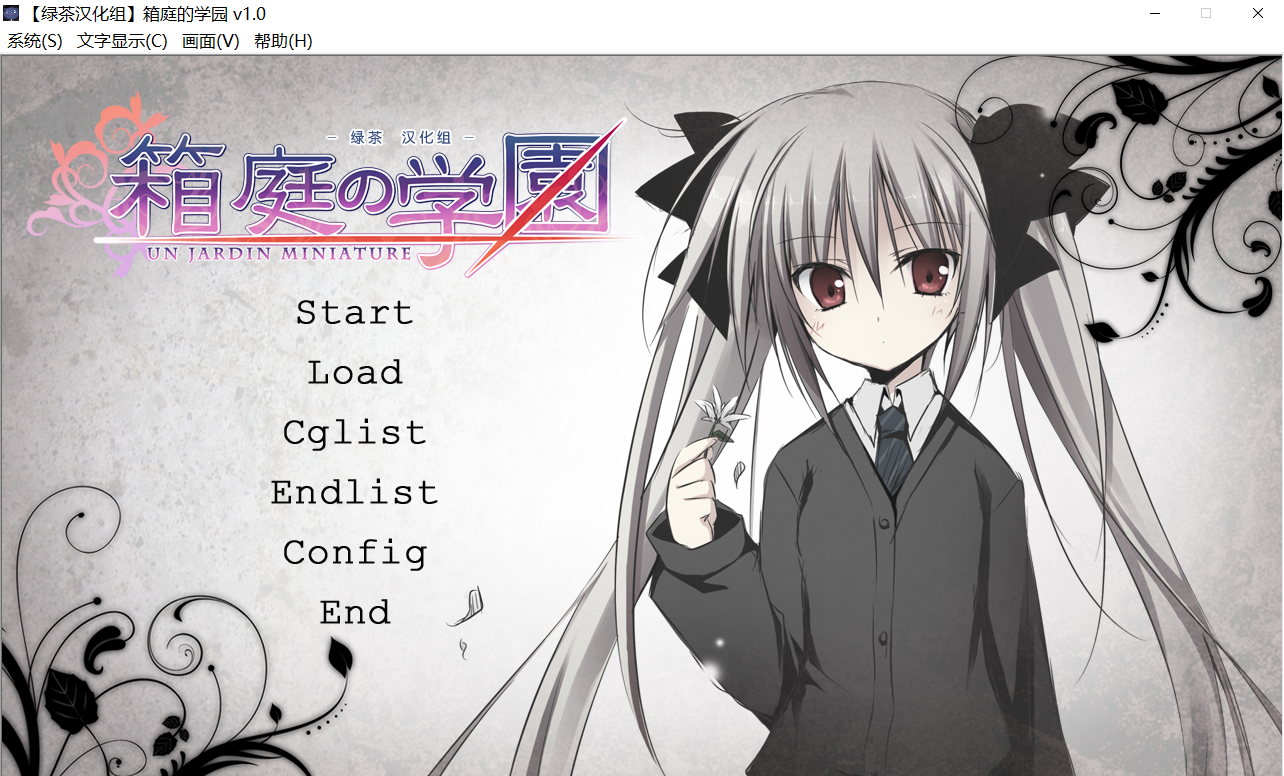 【绿茶汉化组】箱庭的学园 v1.0
系统(S) 文字显示(C) 画面(V) 帮助(H)
－ 绿茶 汉化组 －
箱庭の学園
UN JARDIN MINIATURE
Start
Load
Cglist
Endlist
Config
End